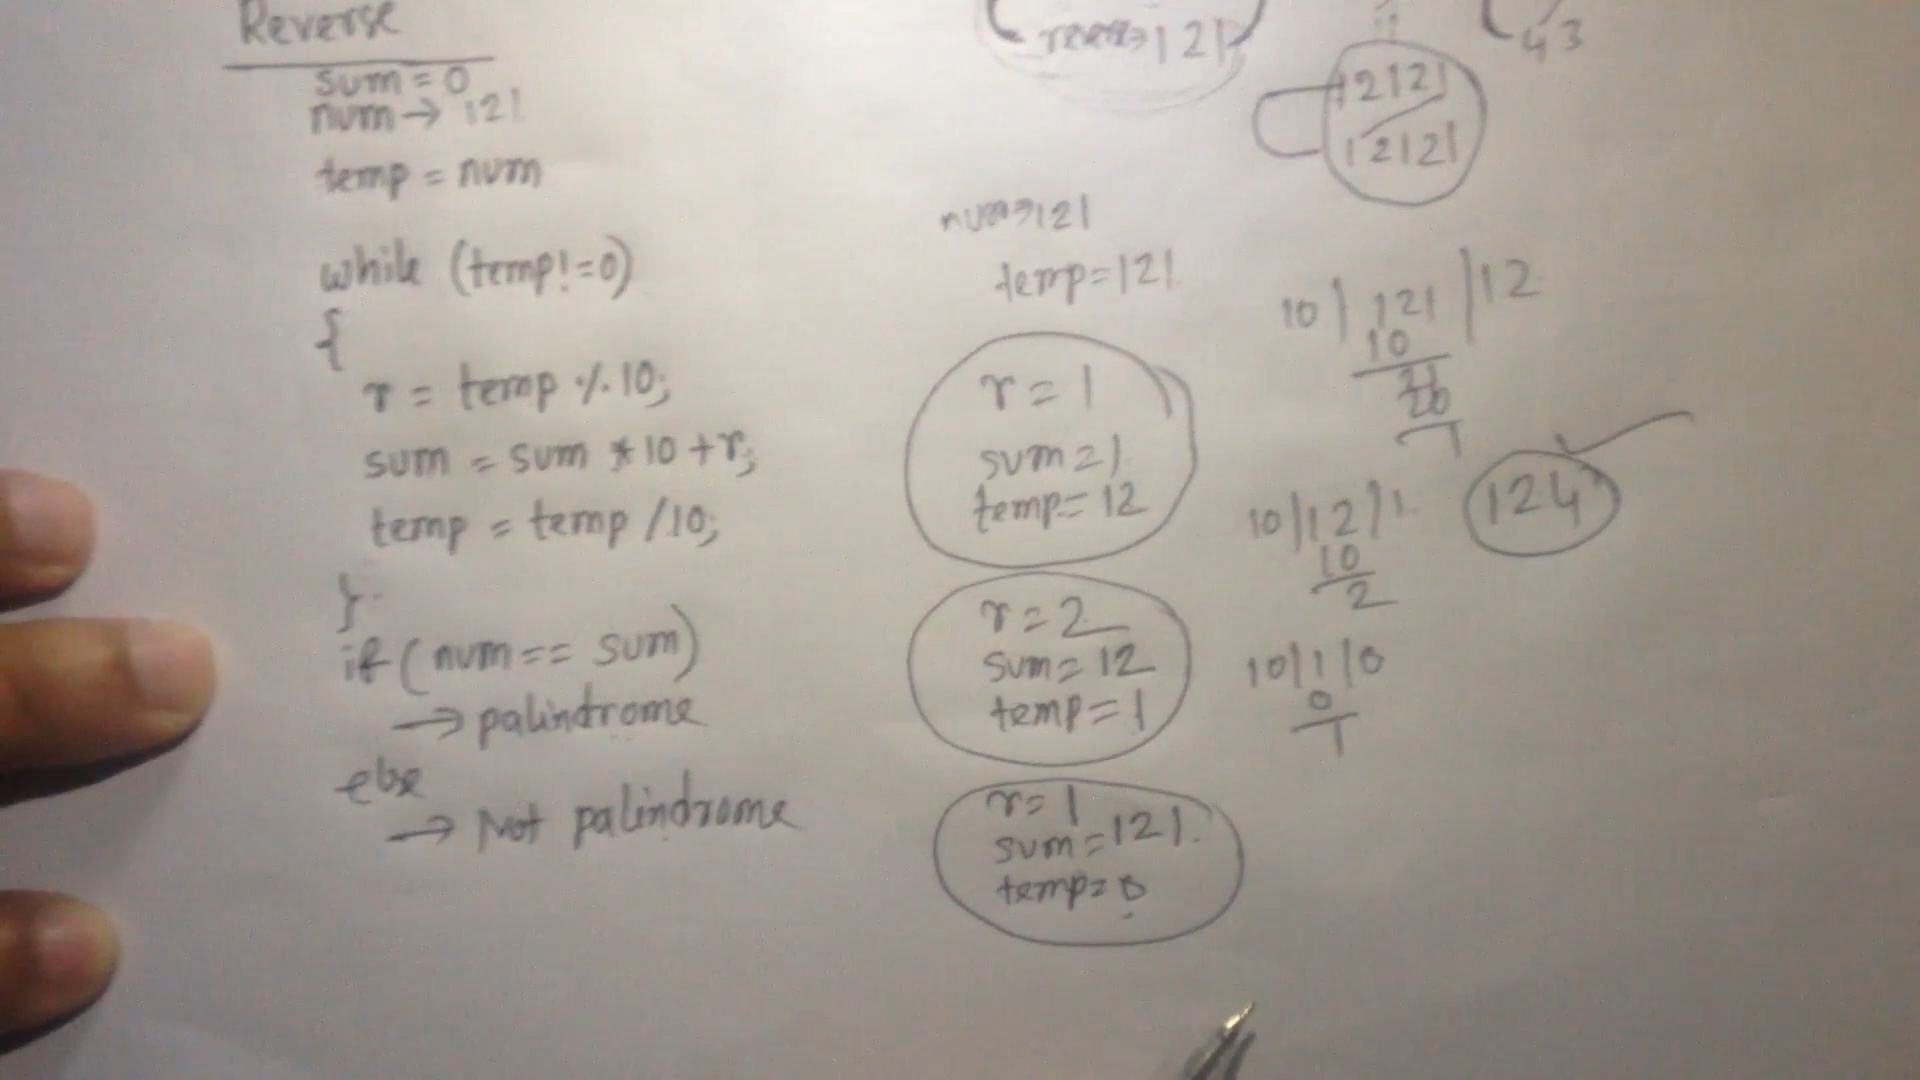 Reverse
sum = 0
num → 121
temp = num
while (temp!=0)
{
r = temp % 10;
sum = sum * 10 + r;
temp = temp /10;
}
if (num == sum)
→ palindrome
else
→ Not palindrome
→ 121
num → 121
temp = 121
r = 1
sum = 1
temp = 12
r = 2
sum = 12
temp = 1
r = 1
sum = 121
temp = 0
43
12121
12121
10 | 121 | 12
10
1
10 | 12 | 1
10
2
10 | 1 | 0
0
1
124